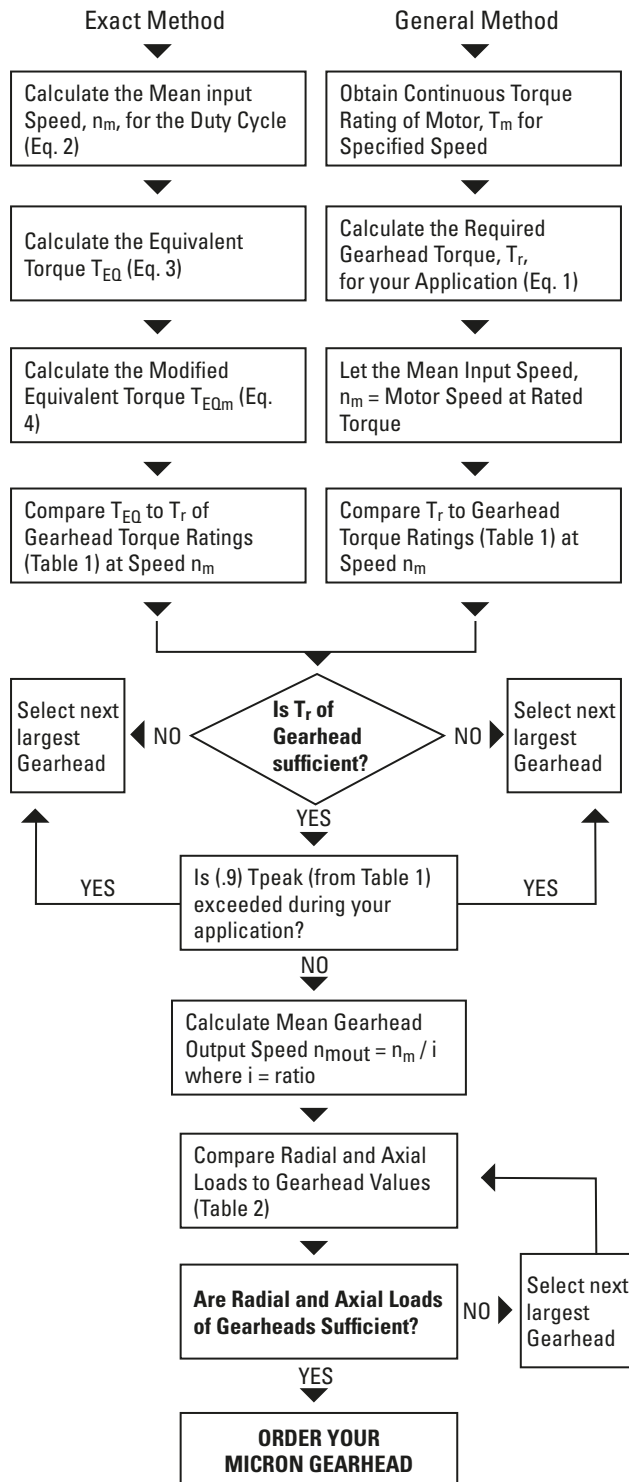 Exact Method
General Method
Calculate the Mean input
Speed, nm, for the Duty Cycle
(Eq. 2)
Obtain Continuous Torque
Rating of Motor, Tm for
Specified Speed
Calculate the Equivalent
Torque TEQ (Eq. 3)
Calculate the Required
Gearhead Torque, Tr,
for your Application (Eq. 1)
Calculate the Modified
Equivalent Torque TEQm (Eq.
4)
Let the Mean Input Speed,
nm = Motor Speed at Rated
Torque
Compare TEQ to Tr of
Gearhead Torque Ratings
(Table 1) at Speed nm
Compare Tr to Gearhead
Torque Ratings (Table 1) at
Speed nm
Select next
largest
Gearhead
NO
Is Tr of
Gearhead
sufficient?
NO
Select next
largest
Gearhead
YES
YES
Is (.9) Tpeak (from Table 1)
exceeded during your
application?
YES
NO
Calculate Mean Gearhead
Output Speed nmout = nm / i
where i = ratio
Compare Radial and Axial
Loads to Gearhead Values
(Table 2)
Are Radial and Axial Loads
of Gearheads Sufficient?
NO
Select next
largest
Gearhead
YES
ORDER YOUR
MICRON GEARHEAD